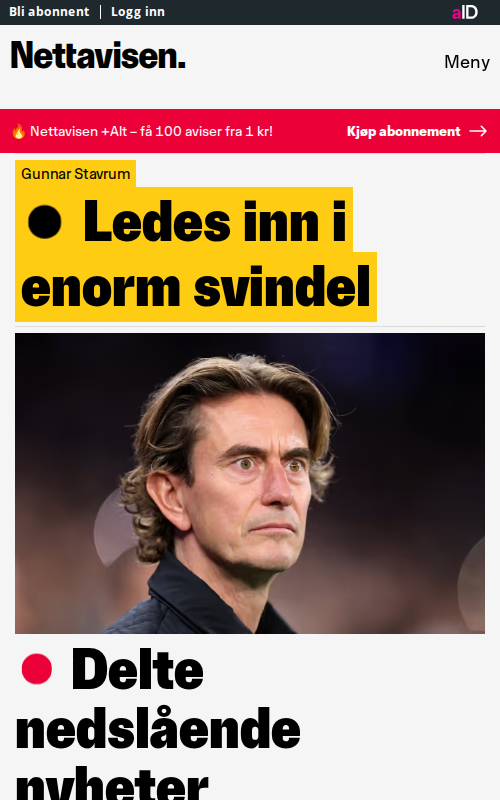 Bli abonnent | Logg inn
aID
Nettavisen.
Meny
🔥 Nettavisen +Alt – få 100 aviser fra 1 kr!
Kjøp abonnement →
Gunnar Stavrum
Ledes inn i
enorm svindel
Delte
nedslående
nyheter